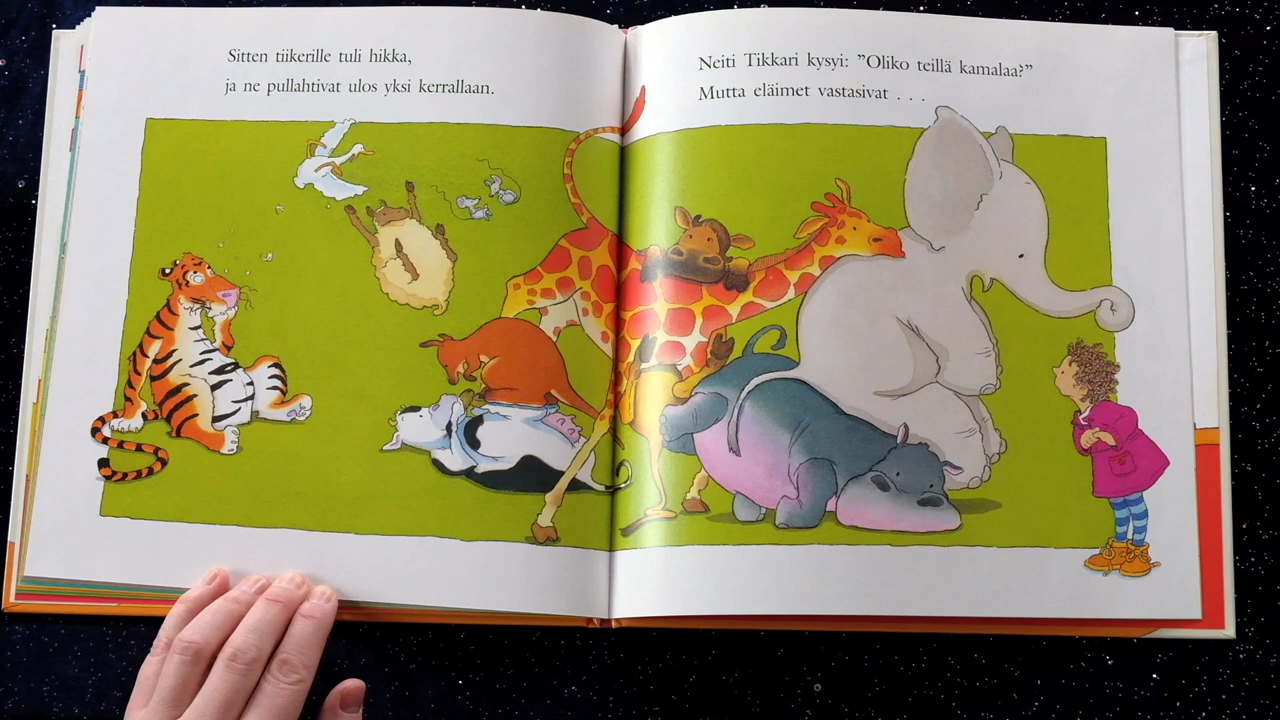 Sitten tiikerille tuli hikka,
ja ne pullahtivat ulos yksi kerrallaan.
Neiti Tikkari kysyi: ”Oliko teillä kamalaa?”
Mutta eläimet vastasivat . . .